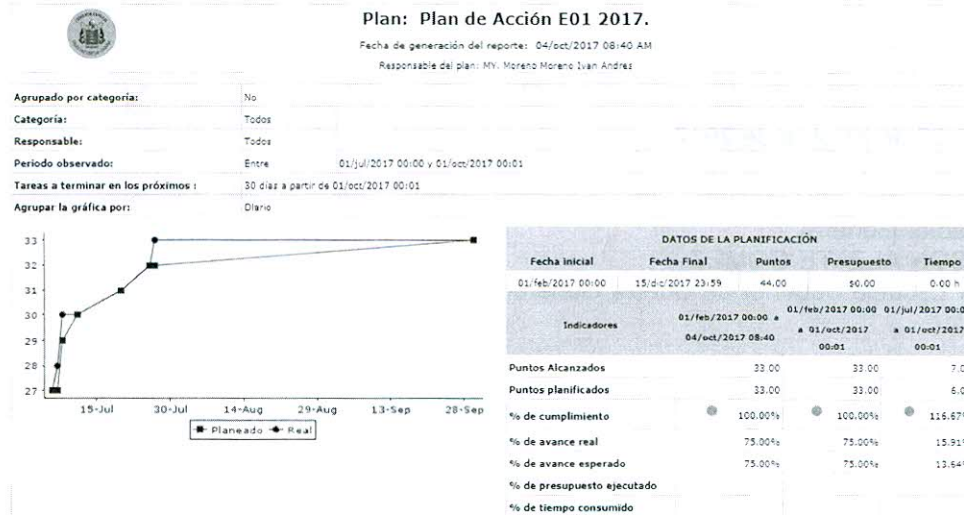 Plan: Plan de Acción E01 2017.
Fecha de generación del reporte: 04/oct/2017 08:40 AM
Responsable del plan: MY. Moreno Moreno Ivan Andres
Agrupado por categoría: No
Categoría: Todos
Responsable: Todos
Periodo observado: Entre 01/jul/2017 00:00 y 01/oct/2017 00:01
Tareas a terminar en los próximos : 30 días a partir de 01/oct/2017 00:01
Agrupar la gráfica por: Diario
33
32
31
30
29
28
27
15-Jul 30-Jul 14-Aug 29-Aug 13-Sep 28-Sep
Planeado Real
DATOS DE LA PLANIFICACIÓN
Fecha inicial Fecha Final Puntos Presupuesto Tiempo
01/feb/2017 00:00 15/dic/2017 23:59 44.00 $0.00 0.00 h
Indicadores
01/feb/2017 00:00 a 04/oct/2017 08:40
01/feb/2017 00:00 a 01/oct/2017 00:01
01/jul/2017 00:0 a 01/oct/2017 00:01
Puntos Alcanzados 33.00 33.00 7.0
Puntos planificados 33.00 33.00 6.0
% de cumplimiento 100.00% 100.00% 116.67%
% de avance real 75.00% 75.00% 15.91%
% de avance esperado 75.00% 75.00% 13.64%
% de presupuesto ejecutado
% de tiempo consumido